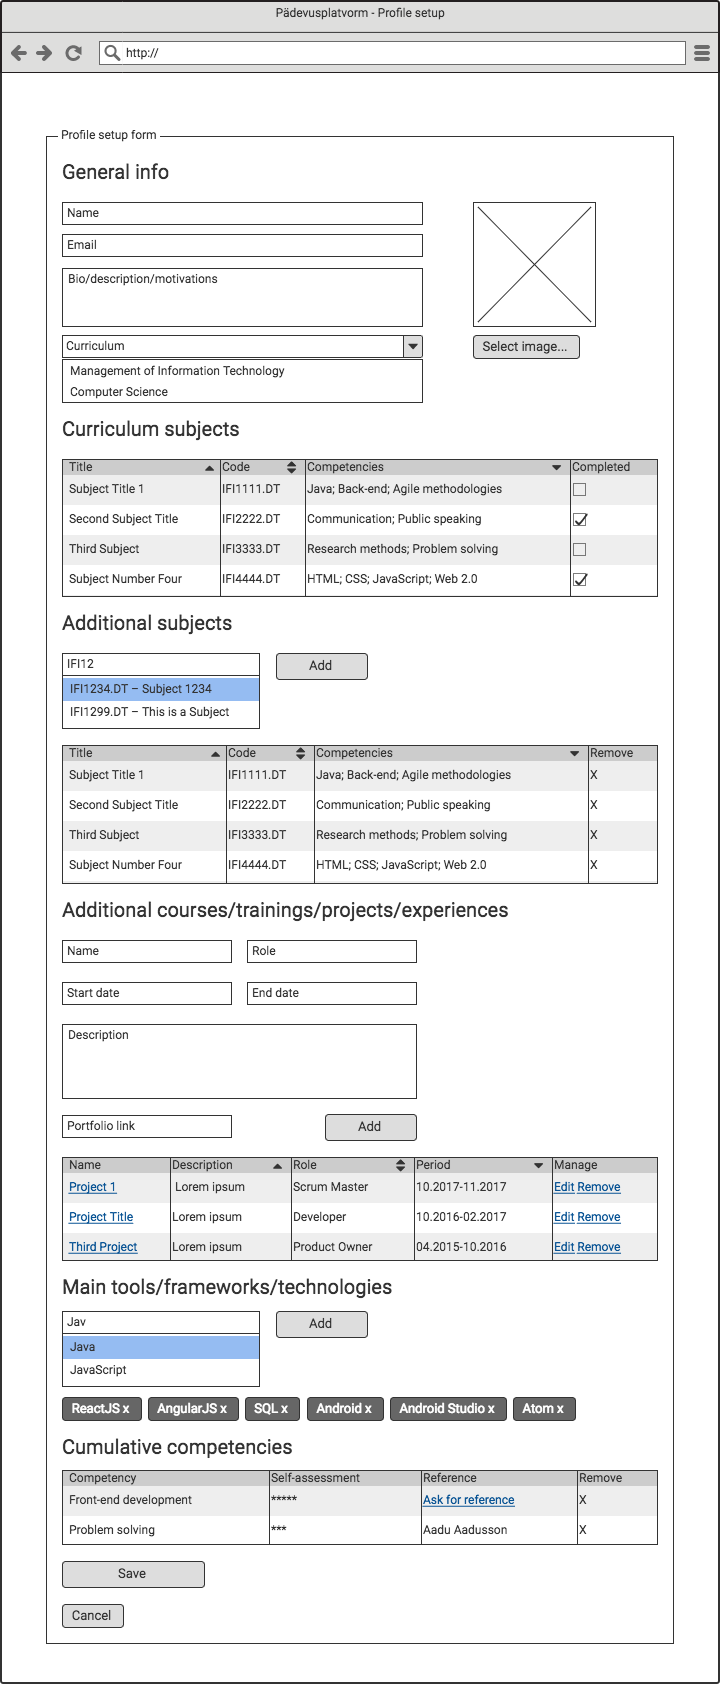 Pädevusplatvorm - Profile setup
http://
Profile setup form
General info
Name
Email
Bio/description/motivations
Curriculum
Select image...
Management of Information Technology
Computer Science
Curriculum subjects
Title Code Competencies Completed
Subject Title 1 IFI1111.DT Java; Back-end; Agile methodologies
Second Subject Title IFI2222.DT Communication; Public speaking
Third Subject IFI3333.DT Research methods; Problem solving
Subject Number Four IFI4444.DT HTML; CSS; JavaScript; Web 2.0
Additional subjects
IFI12 Add
IFI1234.DT – Subject 1234
IFI1299.DT – This is a Subject
Title Code Competencies Remove
Subject Title 1 IFI1111.DT Java; Back-end; Agile methodologies X
Second Subject Title IFI2222.DT Communication; Public speaking X
Third Subject IFI3333.DT Research methods; Problem solving X
Subject Number Four IFI4444.DT HTML; CSS; JavaScript; Web 2.0 X
Additional courses/trainings/projects/experiences
Name Role
Start date End date
Description
Portfolio link Add
Name Description Role Period Manage
Project 1 Lorem ipsum Scrum Master 10.2017-11.2017 Edit Remove
Project Title Lorem ipsum Developer 10.2016-02.2017 Edit Remove
Third Project Lorem ipsum Product Owner 04.2015-10.2016 Edit Remove
Main tools/frameworks/technologies
Jav Add
Java
JavaScript
ReactJS x AngularJS x SQL x Android x Android Studio x Atom x
Cumulative competencies
Competency Self-assessment Reference Remove
Front-end development ***** Ask for reference X
Problem solving *** Aadu Aadusson X
Save
Cancel